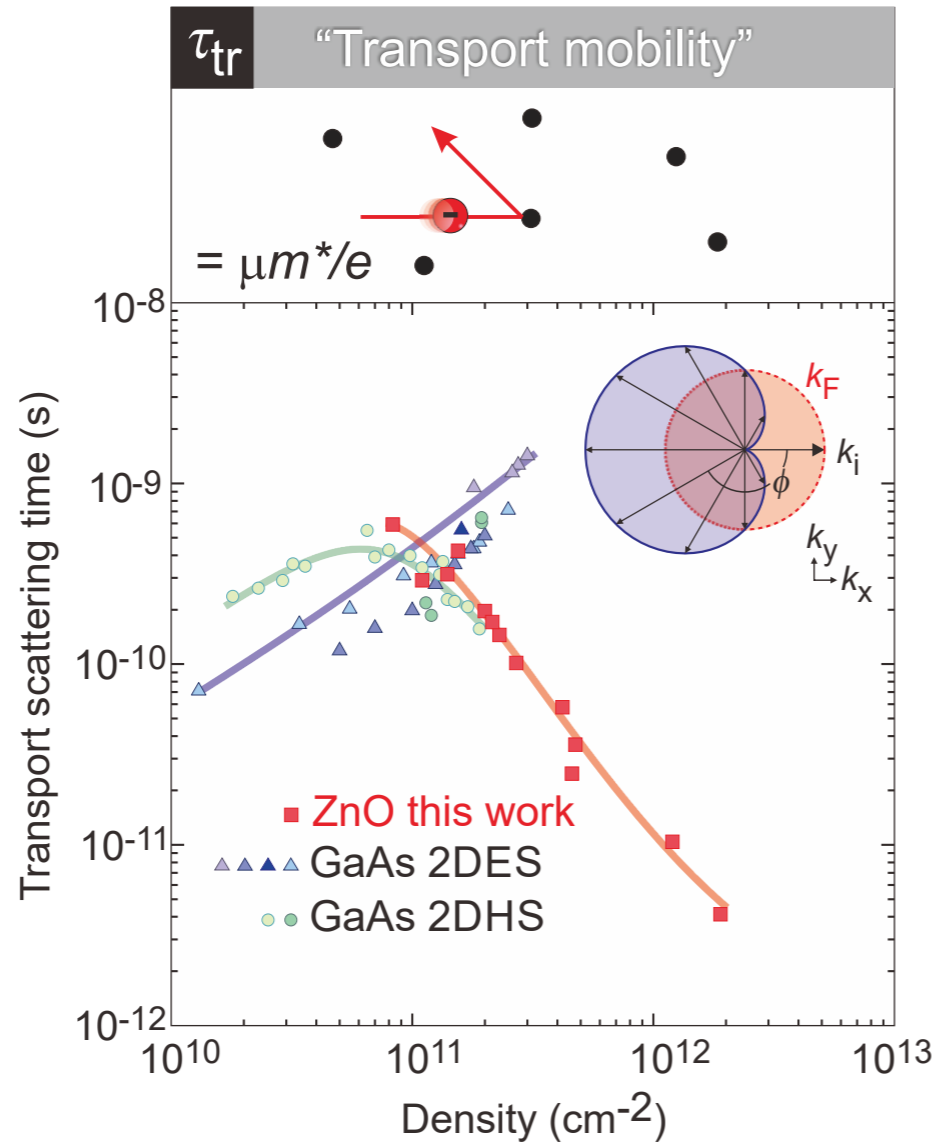 τtr “Transport mobility”
= μm*/e
10-8
10-9
10-10
10-11
10-12
Transport scattering time (s)
kF
ki
ϕ
ky
kx
ZnO this work
GaAs 2DES
GaAs 2DHS
1010 1011 1012 1013
Density (cm-2)